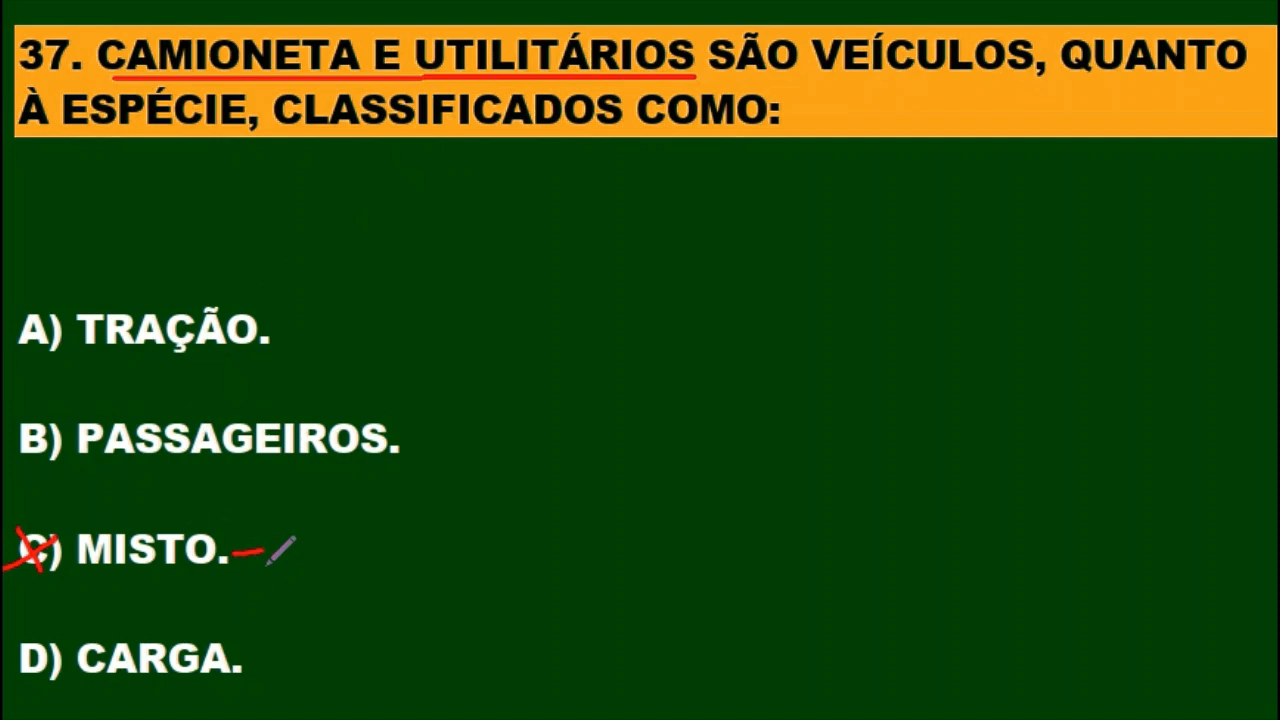 37. CAMIONETA E UTILITÁRIOS SÃO VEÍCULOS, QUANTO
À ESPÉCIE, CLASSIFICADOS COMO:
A) TRAÇÃO.
B) PASSAGEIROS.
C) MISTO.
D) CARGA.